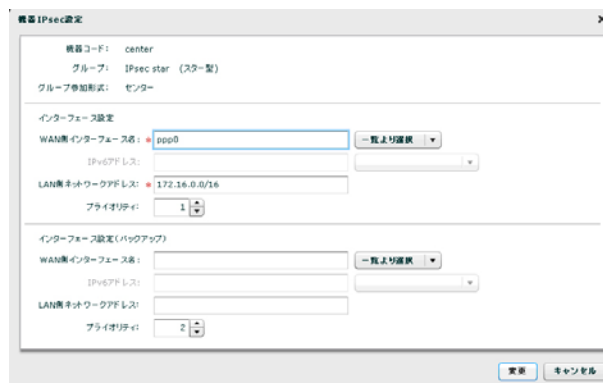 機器IPsec設定 ×
機器コード: center
グループ: IPsec star (スター型)
グループ参加形式: センター
インターフェース設定
WAN側インターフェース名: * ppp0 一覧より選択 ▼
IPv6アドレス: ▼
LAN側ネットワークアドレス: * 172.16.0.0/16
プライオリティ: 1
インターフェース設定(バックアップ)
WAN側インターフェース名: 一覧より選択 ▼
IPv6アドレス: ▼
LAN側ネットワークアドレス:
プライオリティ: 2
変更 キャンセル